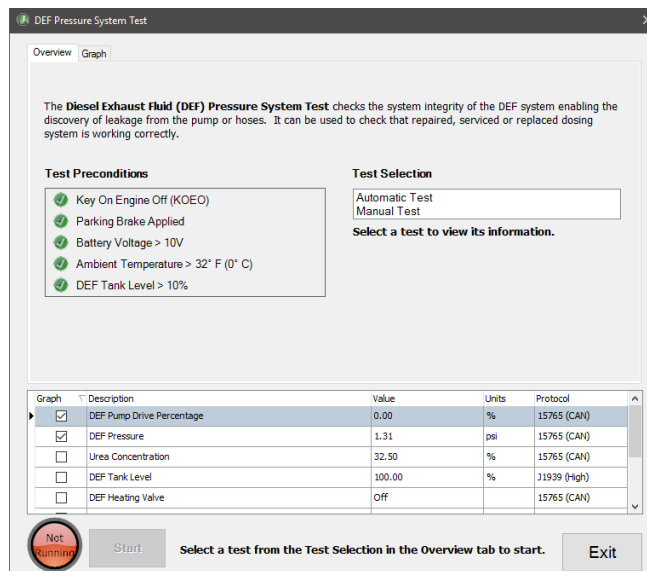 DEF Pressure System Test
Overview
Graph
The Diesel Exhaust Fluid (DEF) Pressure System Test checks the system integrity of the DEF system enabling the
discovery of leakage from the pump or hoses. It can be used to check that repaired, serviced or replaced dosing
system is working correctly.
Test Preconditions
Key On Engine Off (KOEO)
Parking Brake Applied
Battery Voltage > 10V
Ambient Temperature > 32° F (0° C)
DEF Tank Level > 10%
Test Selection
Automatic Test
Manual Test
Select a test to view its information.
Graph Description Value Units Protocol
DEF Pump Drive Percentage 0.00 % 15765 (CAN)
DEF Pressure 1.31 psi 15765 (CAN)
Urea Concentration 32.50 % 15765 (CAN)
DEF Tank Level 100.00 % J1939 (High)
DEF Heating Valve Off 15765 (CAN)
Not
Running
Start
Select a test from the Test Selection in the Overview tab to start.
Exit